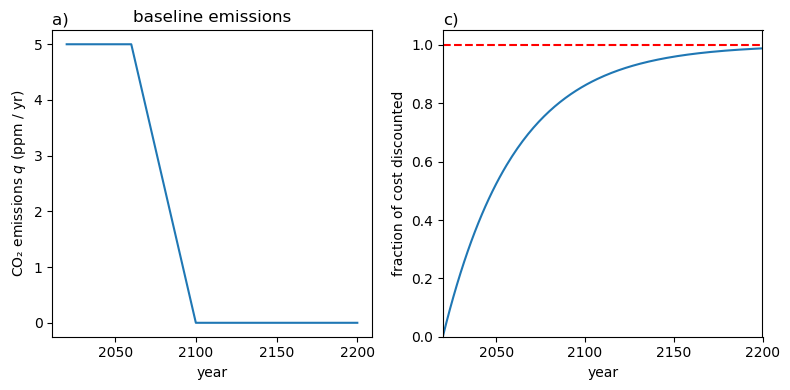 a)
baseline emissions
CO₂ emissions q (ppm / yr)
5
4
3
2
1
0
2050
2100
2150
2200
year
c)
fraction of cost discounted
1.0
0.8
0.6
0.4
0.2
0.0
2050
2100
2150
2200
year